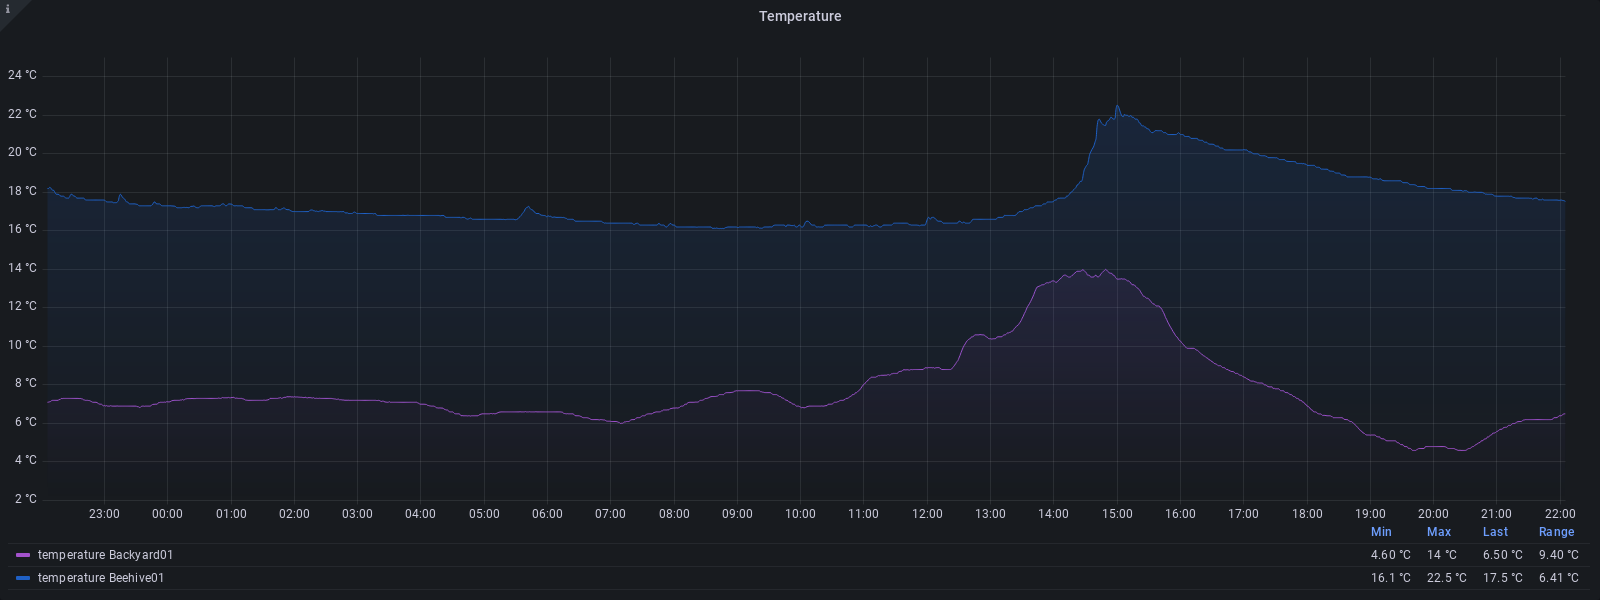 i
Temperature
24 °C
22 °C
20 °C
18 °C
16 °C
14 °C
12 °C
10 °C
8 °C
6 °C
4 °C
2 °C
23:00 00:00 01:00 02:00 03:00 04:00 05:00 06:00 07:00 08:00 09:00 10:00 11:00 12:00 13:00 14:00 15:00 16:00 17:00 18:00 19:00 20:00 21:00 22:00
Min Max Last Range
temperature Backyard01 4.60 °C 14 °C 6.50 °C 9.40 °C
temperature Beehive01 16.1 °C 22.5 °C 17.5 °C 6.41 °C